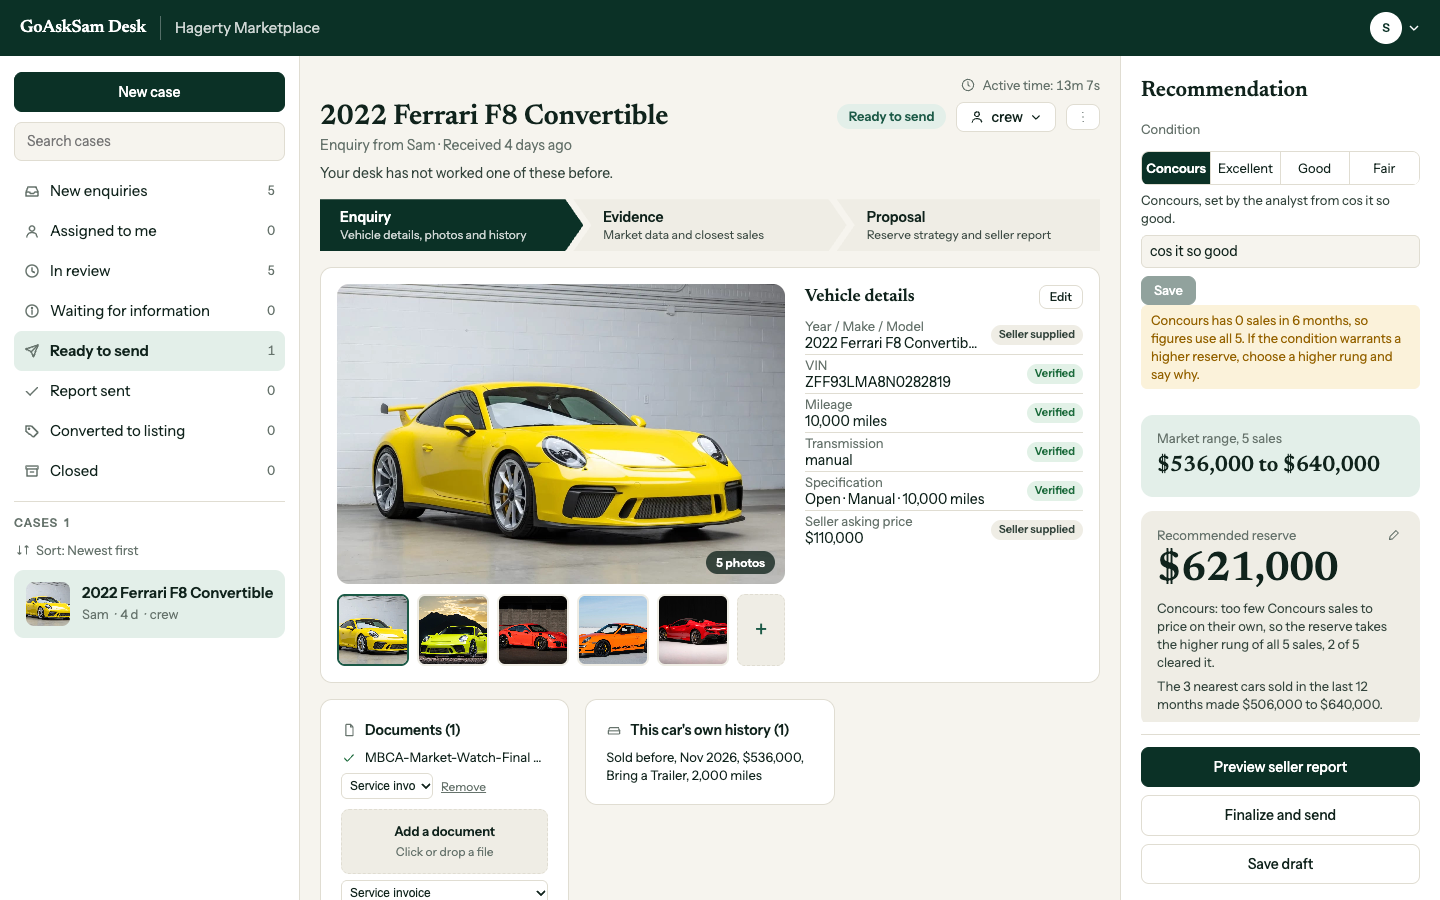 GoAskSam Desk
Hagerty Marketplace
S
New case
Search cases
New enquiries 5
Assigned to me 0
In review 5
Waiting for information 0
Ready to send 1
Report sent 0
Converted to listing 0
Closed 0
CASES 1
Sort: Newest first
2022 Ferrari F8 Convertible
Sam · 4 d · crew
Active time: 13m 7s
2022 Ferrari F8 Convertible
Ready to send
crew
Enquiry from Sam · Received 4 days ago
Your desk has not worked one of these before.
Enquiry
Vehicle details, photos and history
Evidence
Market data and closest sales
Proposal
Reserve strategy and seller report
5 photos
+
Vehicle details
Edit
Year / Make / Model
2022 Ferrari F8 Convertib...
Seller supplied
VIN
ZFF93LMA8N0282819
Verified
Mileage
10,000 miles
Verified
Transmission
manual
Verified
Specification
Open · Manual · 10,000 miles
Verified
Seller asking price
$110,000
Seller supplied
Documents (1)
MBCA-Market-Watch-Final ...
Service invo
Remove
Add a document
Click or drop a file
Service invoice
This car's own history (1)
Sold before, Nov 2026, $536,000,
Bring a Trailer, 2,000 miles
Recommendation
Condition
Concours
Excellent
Good
Fair
Concours, set by the analyst from cos it so
good.
cos it so good
Save
Concours has 0 sales in 6 months, so
figures use all 5. If the condition warrants a
higher reserve, choose a higher rung and
say why.
Market range, 5 sales
$536,000 to $640,000
Recommended reserve
$621,000
Concours: too few Concours sales to
price on their own, so the reserve takes
the higher rung of all 5 sales, 2 of 5
cleared it.
The 3 nearest cars sold in the last 12
months made $506,000 to $640,000.
Preview seller report
Finalize and send
Save draft